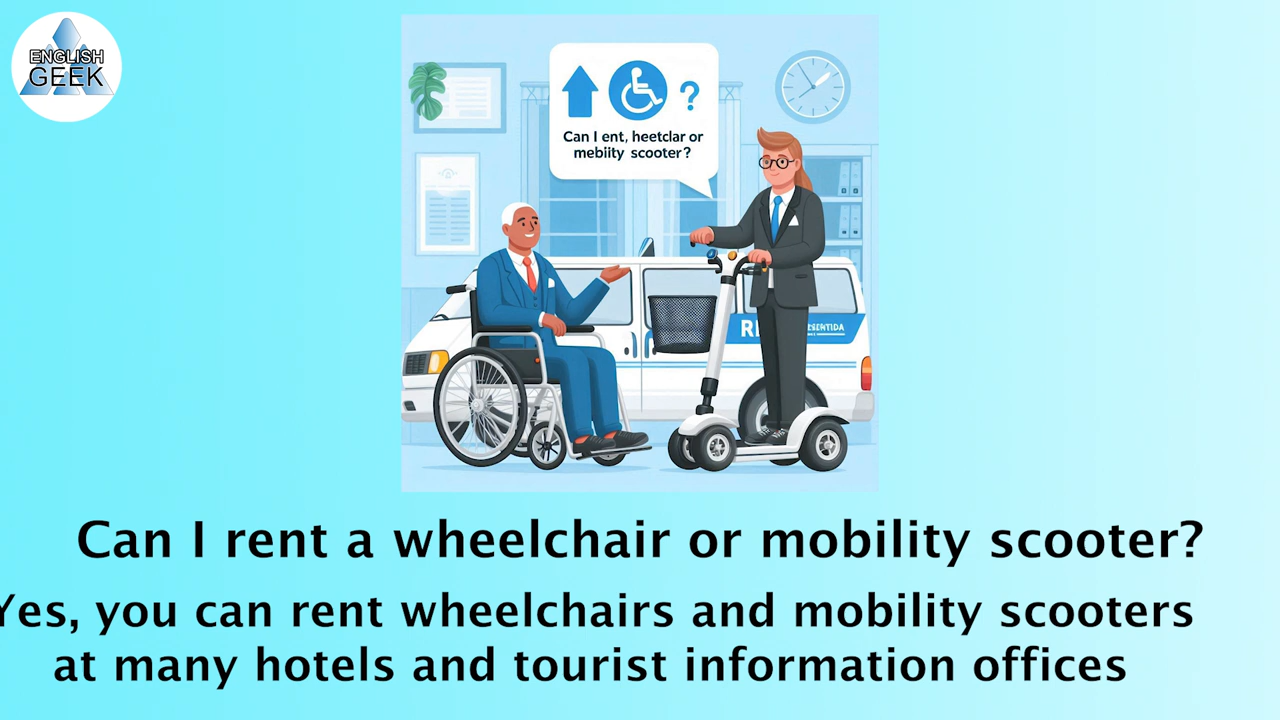 ENGLISH
GEEK
Can I ent, heetclar or
mebiity scooter?
Can I rent a wheelchair or mobility scooter?
Yes, you can rent wheelchairs and mobility scooters
at many hotels and tourist information offices